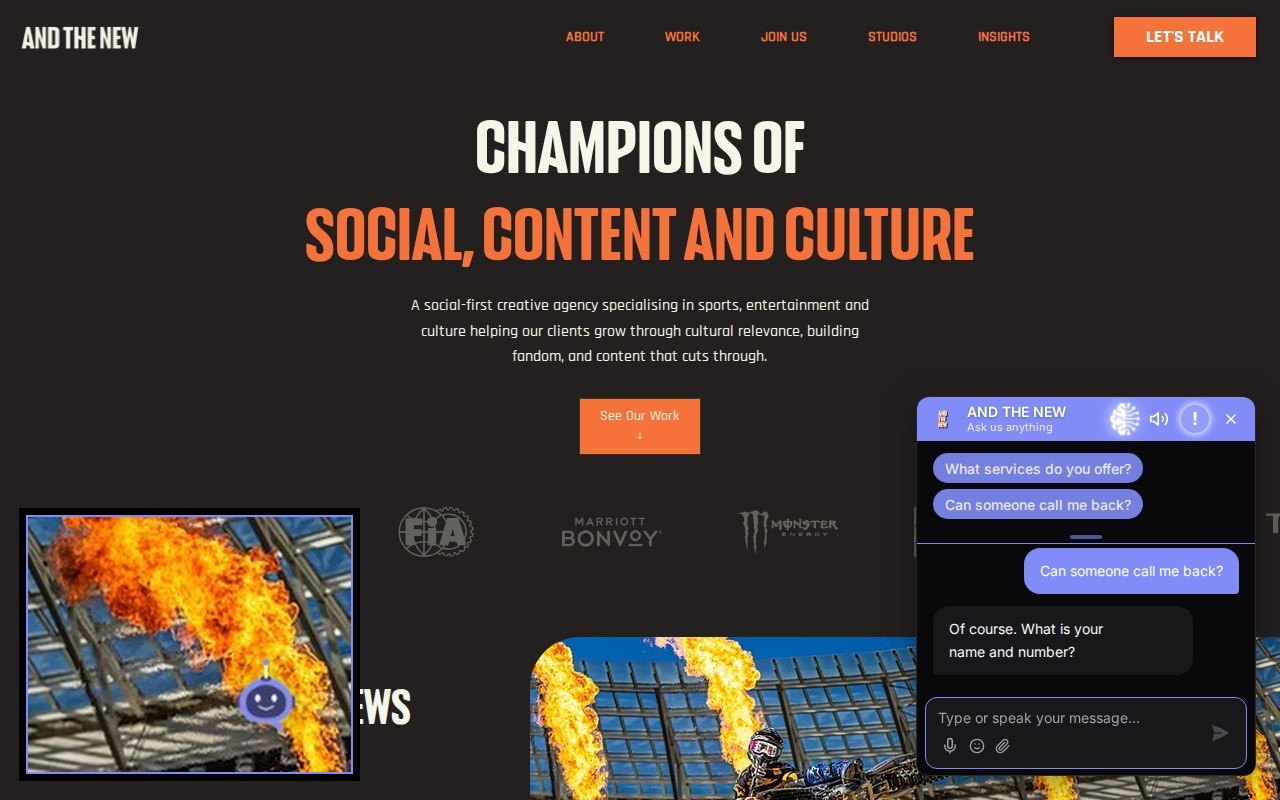 AND THE NEW
ABOUT
WORK
JOIN US
STUDIOS
INSIGHTS
LET'S TALK
CHAMPIONS OF
SOCIAL, CONTENT AND CULTURE
A social-first creative agency specialising in sports, entertainment and
culture helping our clients grow through cultural relevance, building
fandom, and content that cuts through.
See Our Work
↓
FiA
MARRIOTT
BONVOY
MONSTER
ENERGY
EWS
AND THE NEW
AND THE NEW
Ask us anything
!
What services do you offer?
Can someone call me back?
Can someone call me back?
Of course. What is your
name and number?
Type or speak your message...